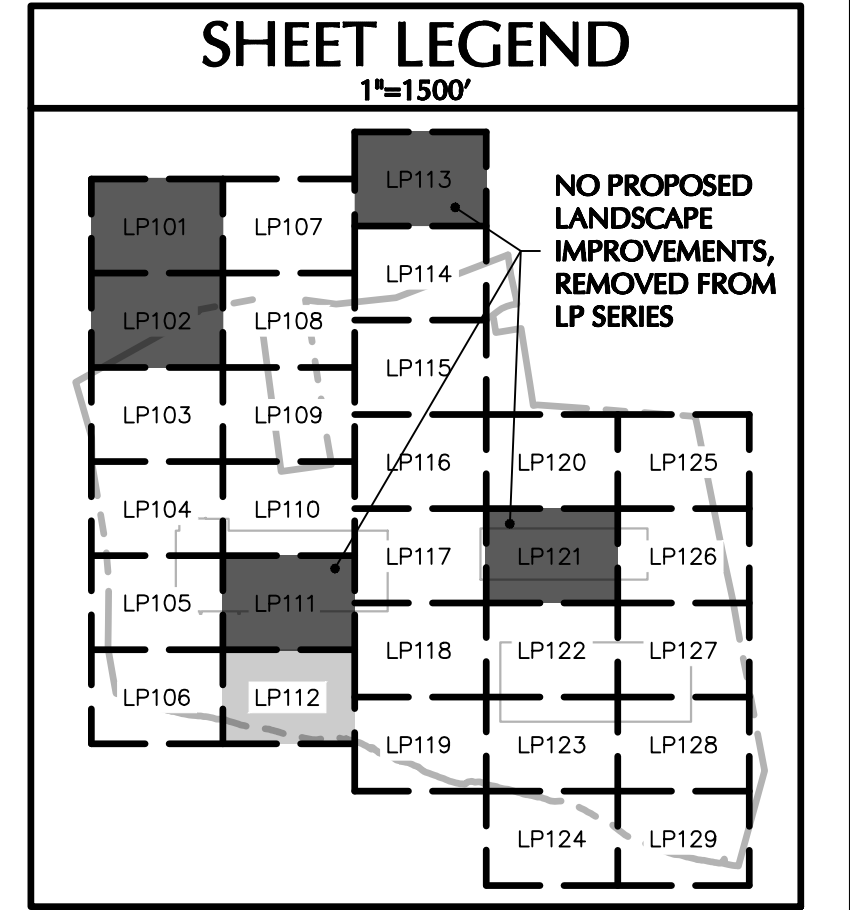 SHEET LEGEND
1"=1500'
NO PROPOSED
LANDSCAPE
IMPROVEMENTS,
REMOVED FROM
LP SERIES
LP101
LP102
LP103
LP104
LP105
LP106
LP107
LP108
LP109
LP110
LP111
LP112
LP113
LP114
LP115
LP116
LP117
LP118
LP119
LP120
LP121
LP122
LP123
LP124
LP125
LP126
LP127
LP128
LP129